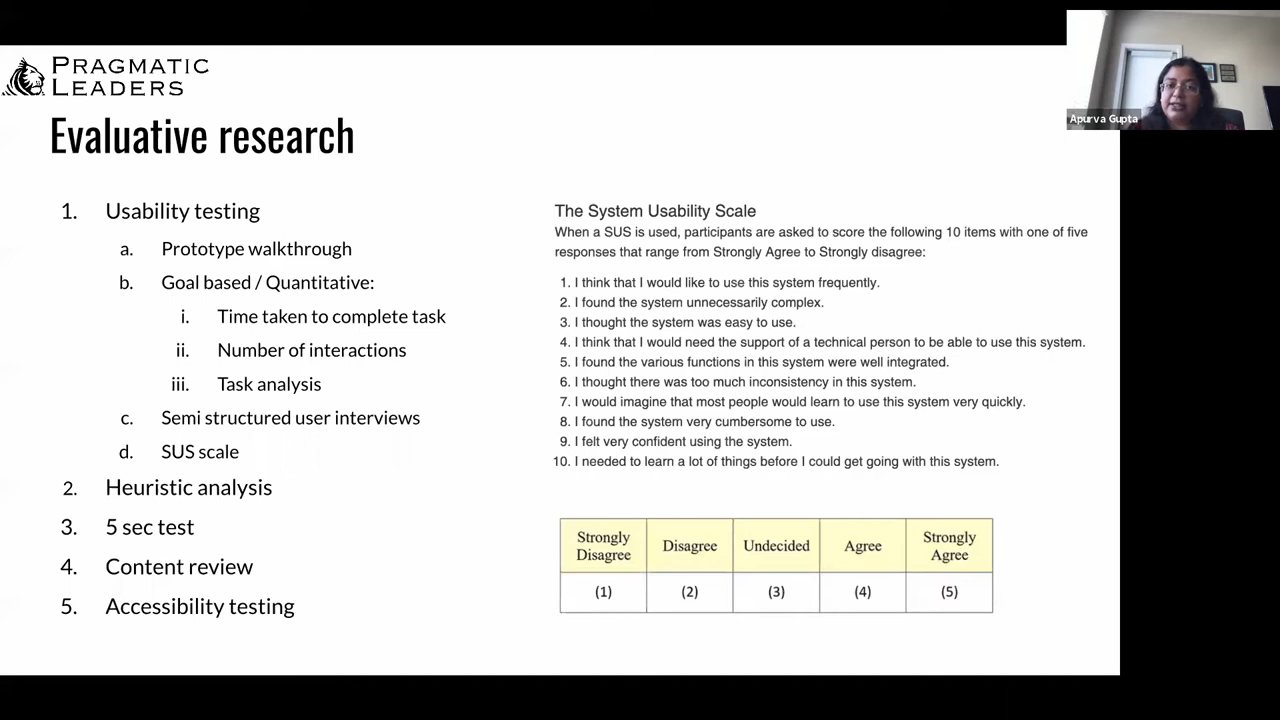 PRAGMATIC
LEADERS
Apurva Gupta
Evaluative research
1. Usability testing
a. Prototype walkthrough
b. Goal based / Quantitative:
i. Time taken to complete task
ii. Number of interactions
iii. Task analysis
c. Semi structured user interviews
d. SUS scale
2. Heuristic analysis
3. 5 sec test
4. Content review
5. Accessibility testing
The System Usability Scale
When a SUS is used, participants are asked to score the following 10 items with one of five
responses that range from Strongly Agree to Strongly disagree:
1. I think that I would like to use this system frequently.
2. I found the system unnecessarily complex.
3. I thought the system was easy to use.
4. I think that I would need the support of a technical person to be able to use this system.
5. I found the various functions in this system were well integrated.
6. I thought there was too much inconsistency in this system.
7. I would imagine that most people would learn to use this system very quickly.
8. I found the system very cumbersome to use.
9. I felt very confident using the system.
10. I needed to learn a lot of things before I could get going with this system.
Strongly Disagree Disagree Undecided Agree Strongly Agree
(1) (2) (3) (4) (5)